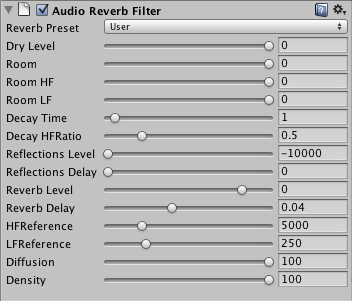 Audio Reverb Filter
Reverb Preset User
Dry Level 0
Room 0
Room HF 0
Room LF 0
Decay Time 1
Decay HFRatio 0.5
Reflections Level -10000
Reflections Delay 0
Reverb Level 0
Reverb Delay 0.04
HFReference 5000
LFReference 250
Diffusion 100
Density 100